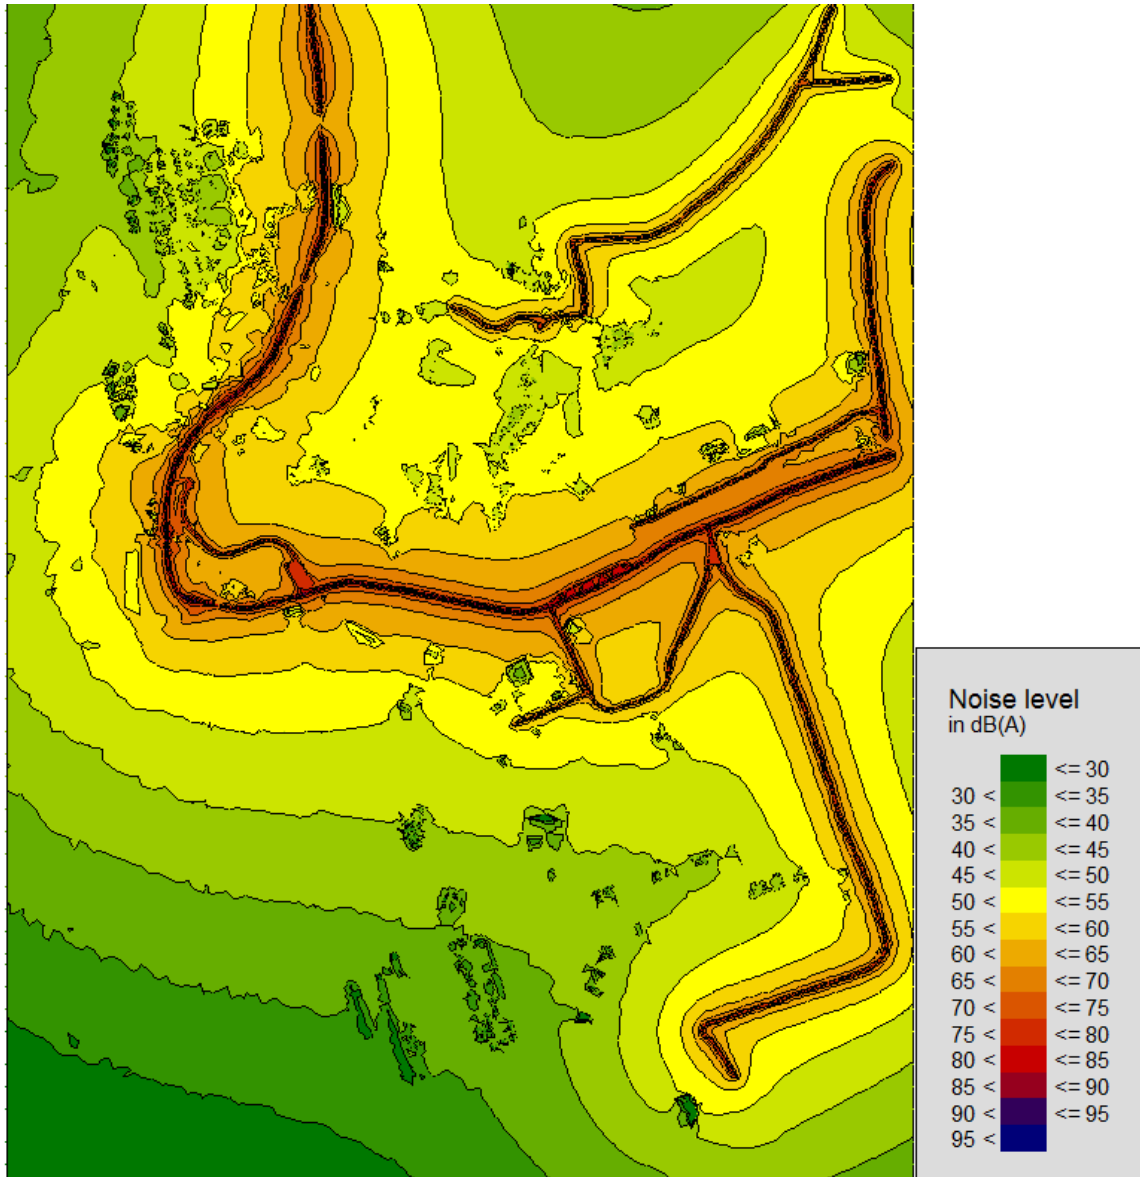 Noise level
in dB(A)
<= 30
30 < <= 35
35 < <= 40
40 < <= 45
45 < <= 50
50 < <= 55
55 < <= 60
60 < <= 65
65 < <= 70
70 < <= 75
75 < <= 80
80 < <= 85
85 < <= 90
90 < <= 95
95 <